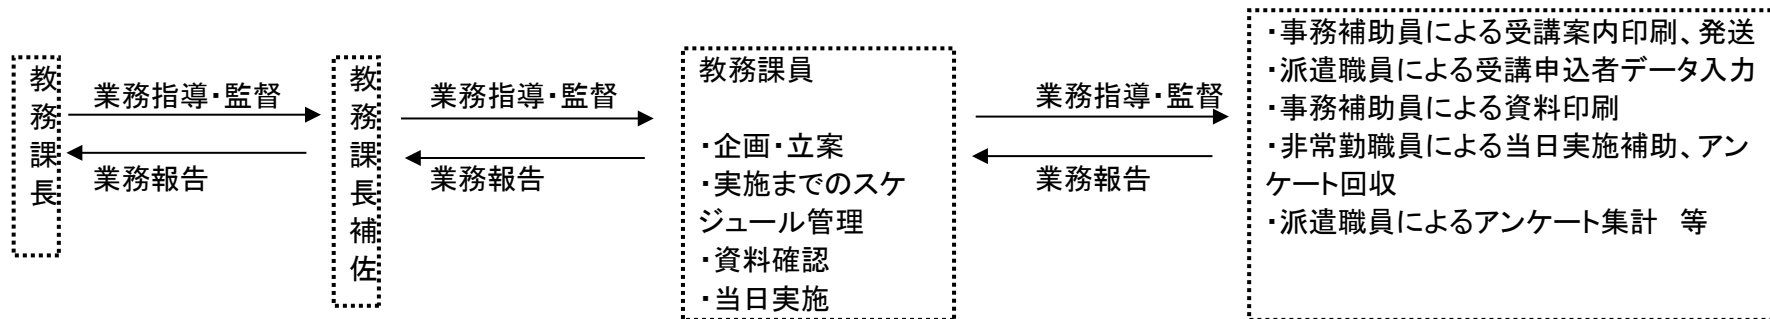 教務課長
業務指導・監督
業務報告
教務課長補佐
業務指導・監督
業務報告
教務課員
・企画・立案
・実施までのスケ
ジュール管理
・資料確認
・当日実施
業務指導・監督
業務報告
・事務補助員による受講案内印刷、発送
・派遣職員による受講申込者データ入力
・事務補助員による資料印刷
・非常勤職員による当日実施補助、アン
ケート回収
・派遣職員によるアンケート集計　等